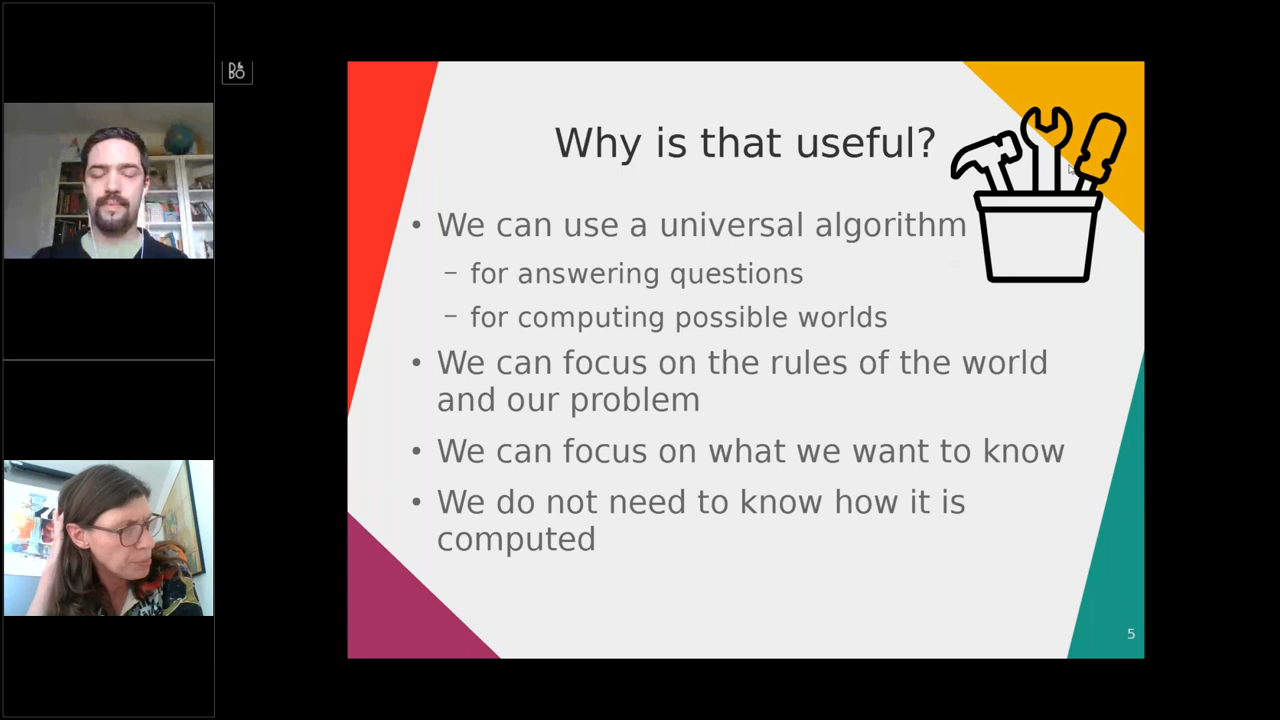 D&
BO
Why is that useful?
• We can use a universal algorithm
– for answering questions
– for computing possible worlds
• We can focus on the rules of the world
and our problem
• We can focus on what we want to know
• We do not need to know how it is
computed
5